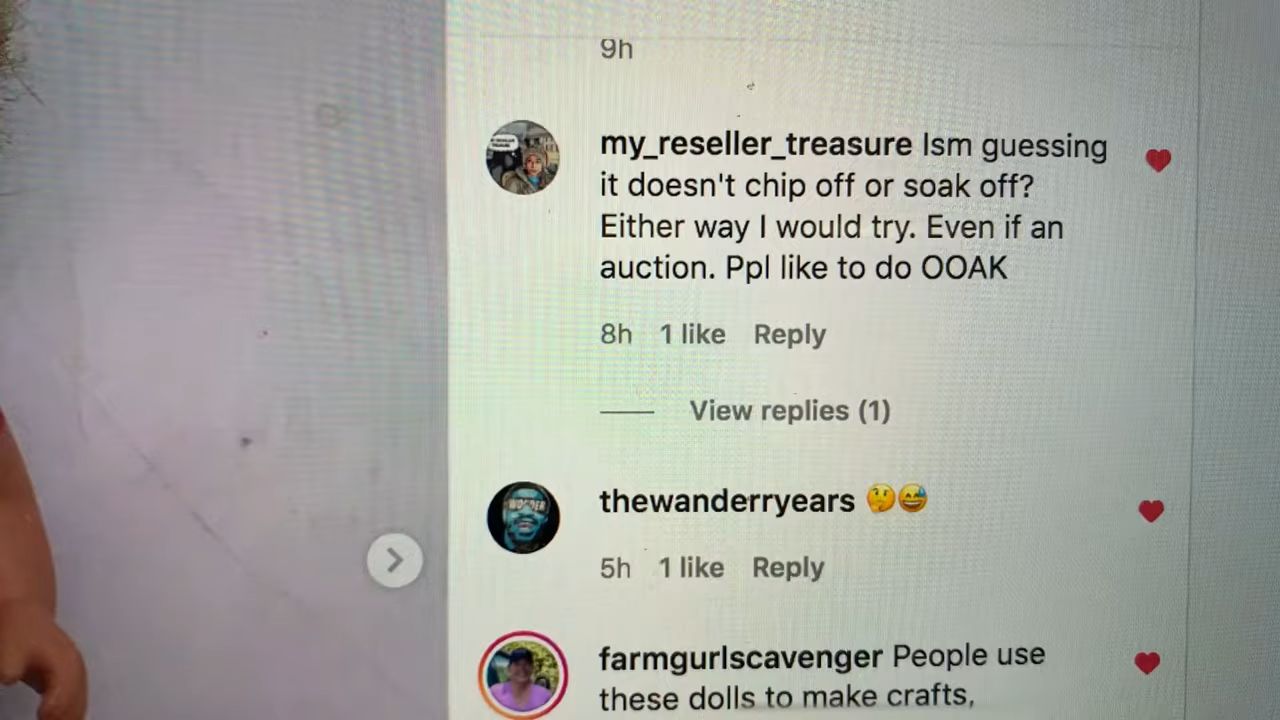 9h
my_reseller_treasure Ism guessing
it doesn't chip off or soak off?
Either way I would try. Even if an
auction. Ppl like to do OOAK
8h 1 like Reply
View replies (1)
thewanderryears 🤔😅
5h 1 like Reply
farmgurlscavenger People use
these dolls to make crafts,